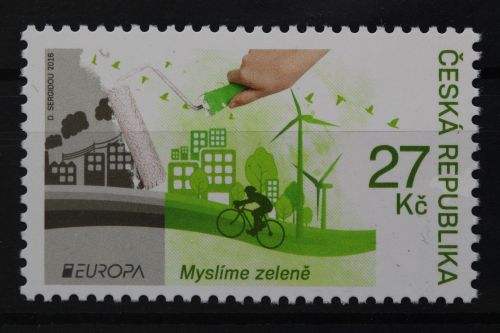 D. SERGIDOU 2016
ČESKÁ REPUBLIKA
27
Kč
EUROPA
Myslíme zeleně